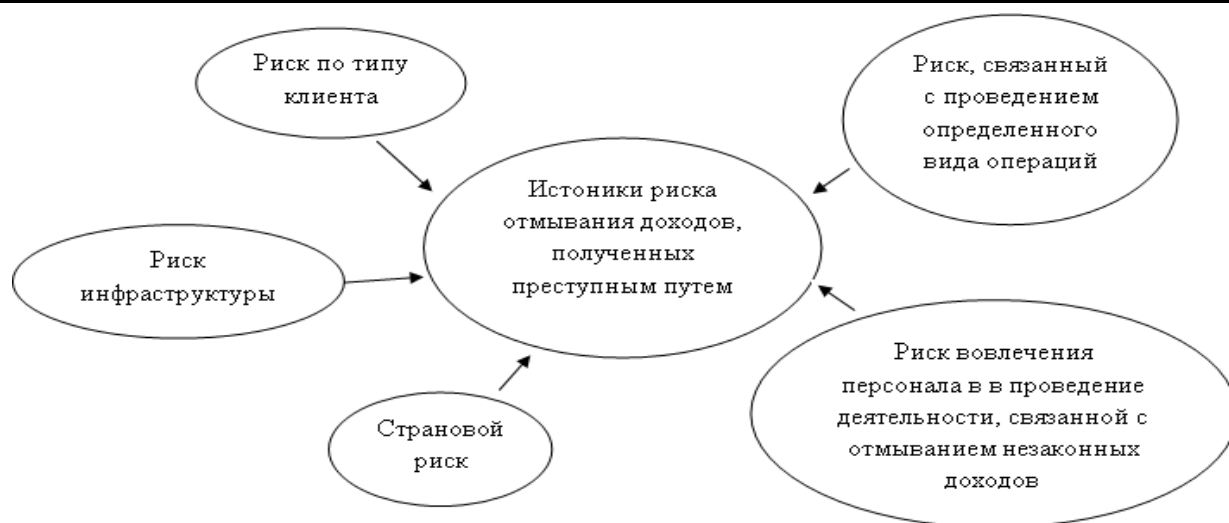 Риск по типу
клиента
Риск, связанный
с проведением
определенного
вида операций
Истоники риска
отмывания доходов,
полученных
преступным путем
Риск
инфраструктуры
Страновой
риск
Риск вовлечения
персонала в в проведение
деятельности, связанной с
отмыванием незаконных
доходов